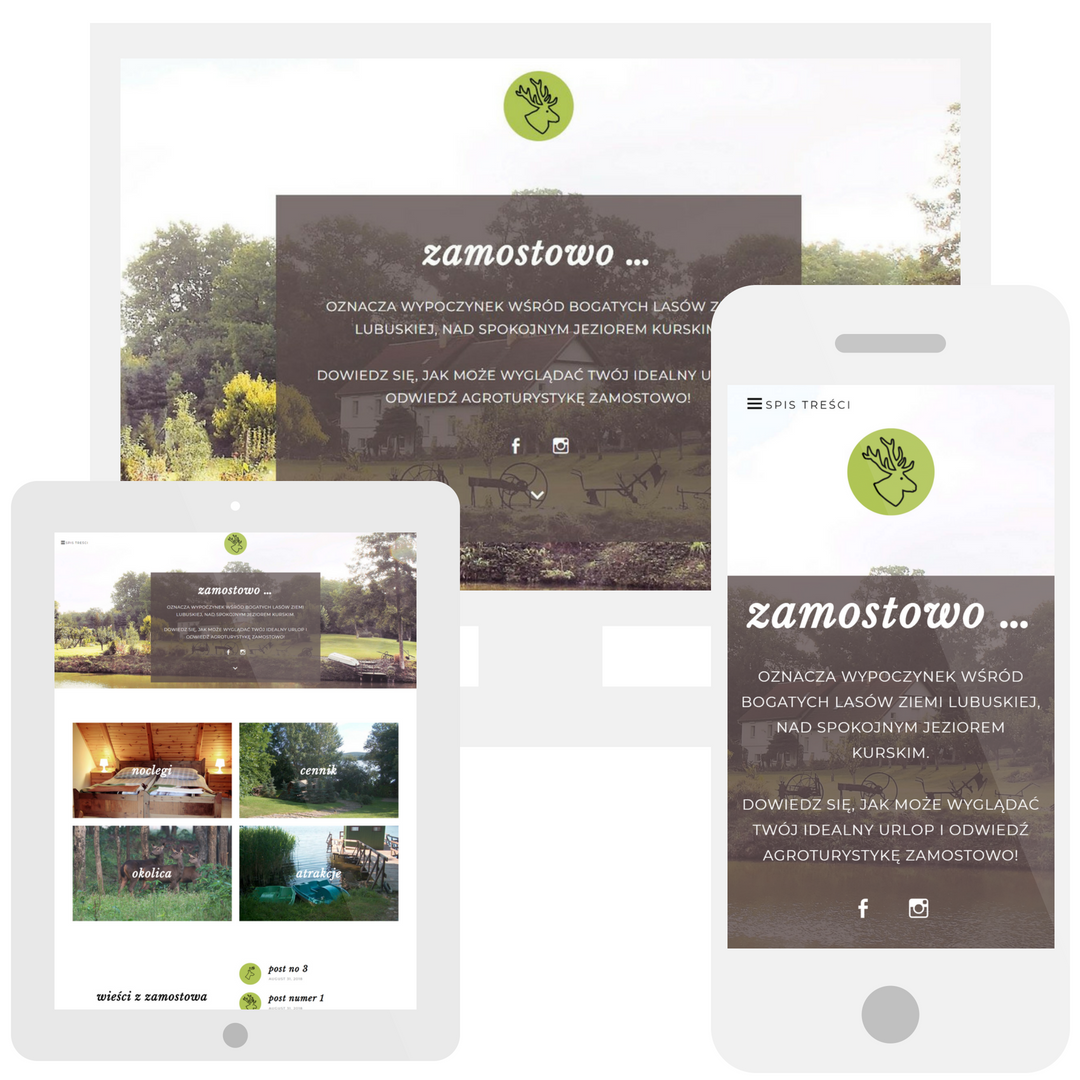 zamostowo ...
OZNACZA WYPOCZYNEK WŚRÓD BOGATYCH LASÓW Z
LUBUSKIEJ, NAD SPOKOJNYM JEZIOREM KURSKIM
DOWIEDZ SIĘ, JAK MOŻE WYGLĄDAĆ TWÓJ IDEALNY U
ODWIEDŹ AGROTURYSTYKĘ ZAMOSTOWO!
SPIS TREŚCI
zamostowo ...
OZNACZA WYPOCZYNEK WŚRÓD
BOGATYCH LASÓW ZIEMI LUBUSKIEJ,
NAD SPOKOJNYM JEZIOREM
KURSKIM.
DOWIEDZ SIĘ, JAK MOŻE WYGLĄDAĆ
TWÓJ IDEALNY URLOP I ODWIEDŹ
AGROTURYSTYKĘ ZAMOSTOWO!
SPIS TREŚCI
zamostowo ...
OZNACZA WYPOCZYNEK WŚRÓD BOGATYCH LASÓW ZIEMI
LUBUSKIEJ, NAD SPOKOJNYM JEZIOREM KURSKIM.
DOWIEDZ SIĘ, JAK MOŻE WYGLĄDAĆ TWÓJ IDEALNY URLOP I
ODWIEDŹ AGROTURYSTYKĘ ZAMOSTOWO!
noclegi
cennik
okolica
atrakcje
wieści z zamostowa
post no 3
post numer 1